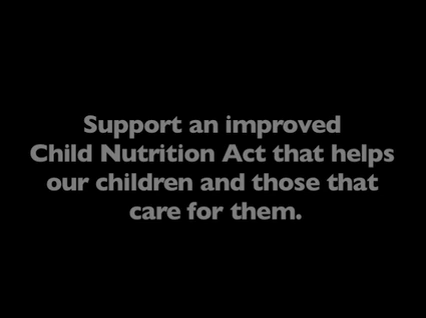 Support an improved
Child Nutrition Act that helps
our children and those that
care for them.